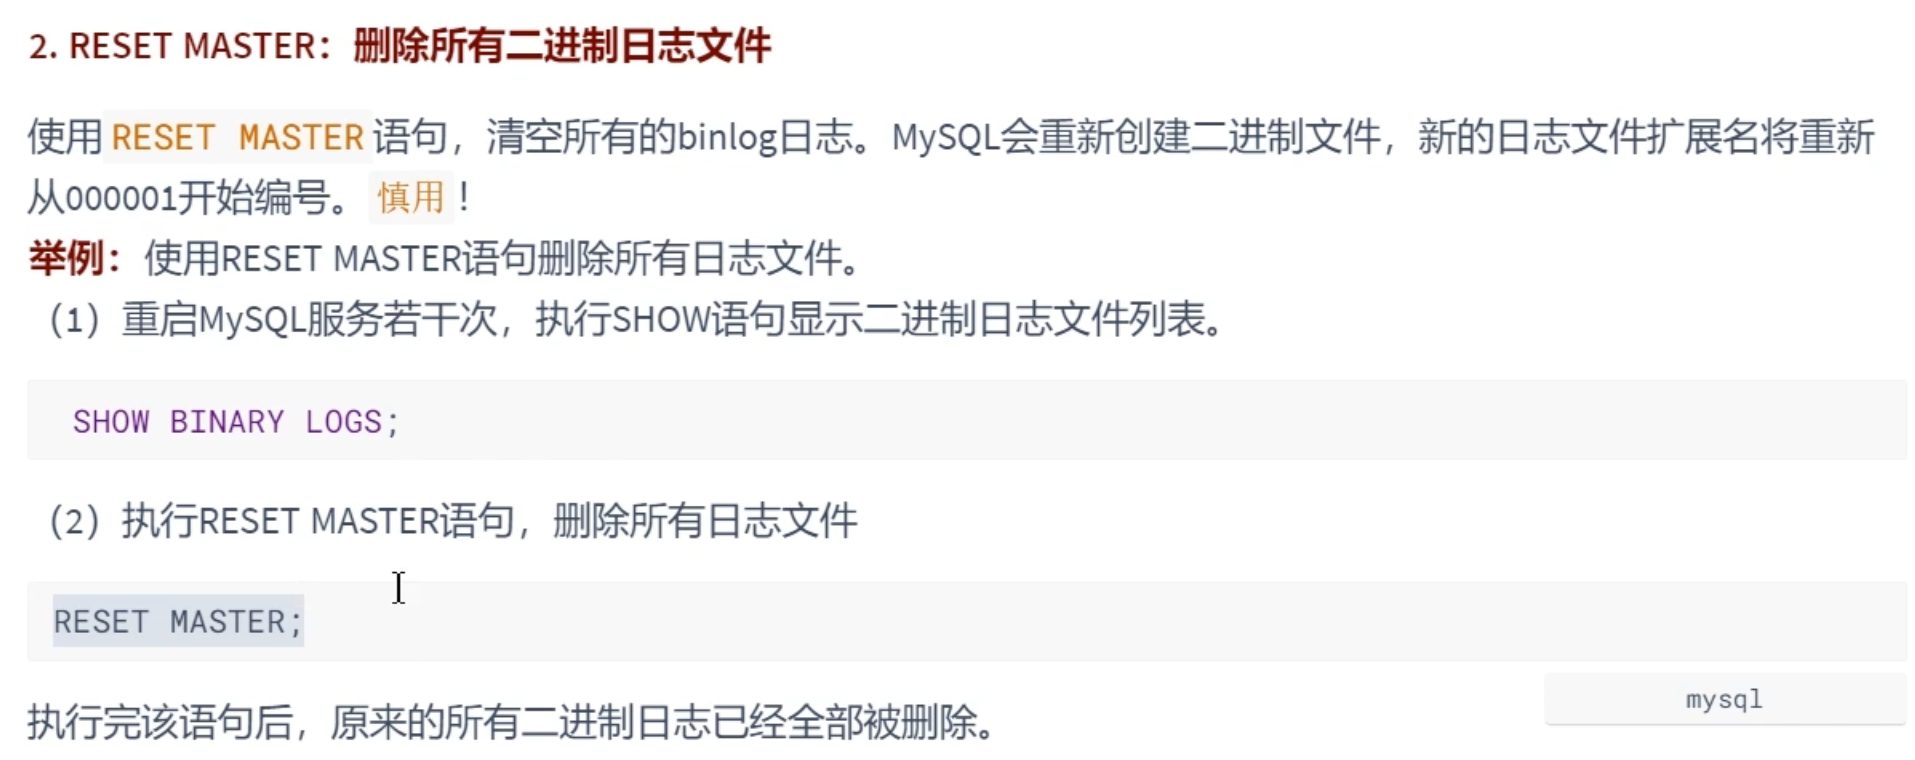 2. RESET MASTER：删除所有二进制日志文件
使用 RESET MASTER 语句，清空所有的binlog日志。MySQL会重新创建二进制文件，新的日志文件扩展名将重新
从000001开始编号。 慎用 ！
举例：使用RESET MASTER语句删除所有日志文件。
（1）重启MySQL服务若干次，执行SHOW语句显示二进制日志文件列表。
SHOW BINARY LOGS;
（2）执行RESET MASTER语句，删除所有日志文件
RESET MASTER;
mysql
执行完该语句后，原来的所有二进制日志已经全部被删除。